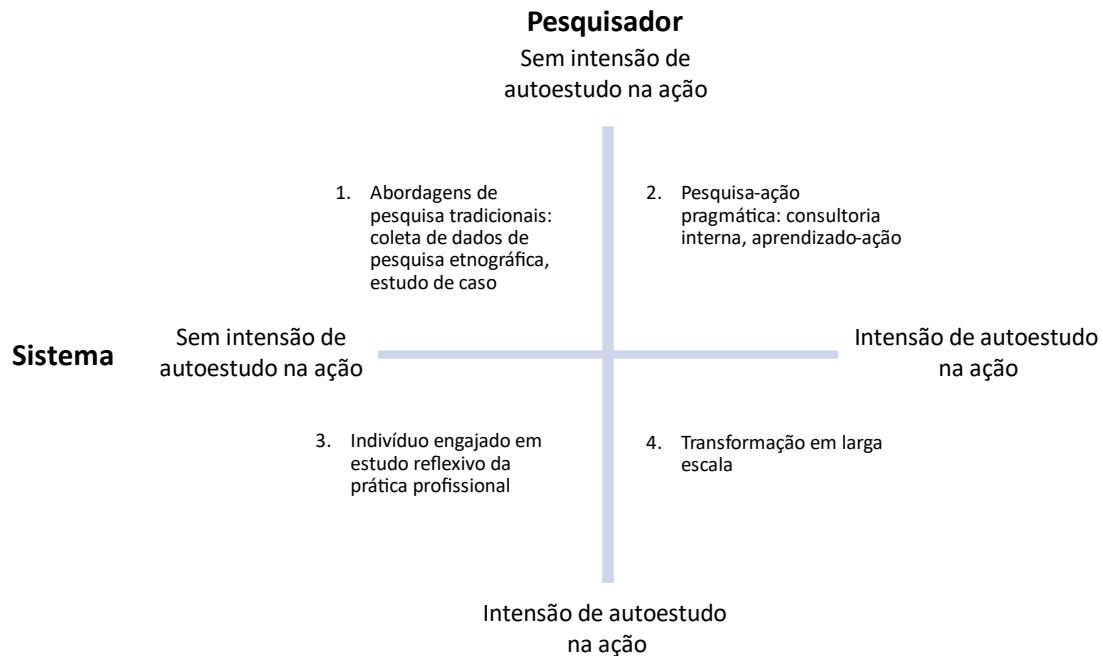 Pesquisador
Sem intensão de
autoestudo na ação
1. Abordagens de
pesquisa tradicionais:
coleta de dados de
pesquisa etnográfica,
estudo de caso
2. Pesquisa-ação
pragmática: consultoria
interna, aprendizado-ação
Sistema
Sem intensão de
autoestudo na ação
Intensão de autoestudo
na ação
3. Indivíduo engajado em
estudo reflexivo da
prática profissional
4. Transformação em larga
escala
Intensão de autoestudo
na ação